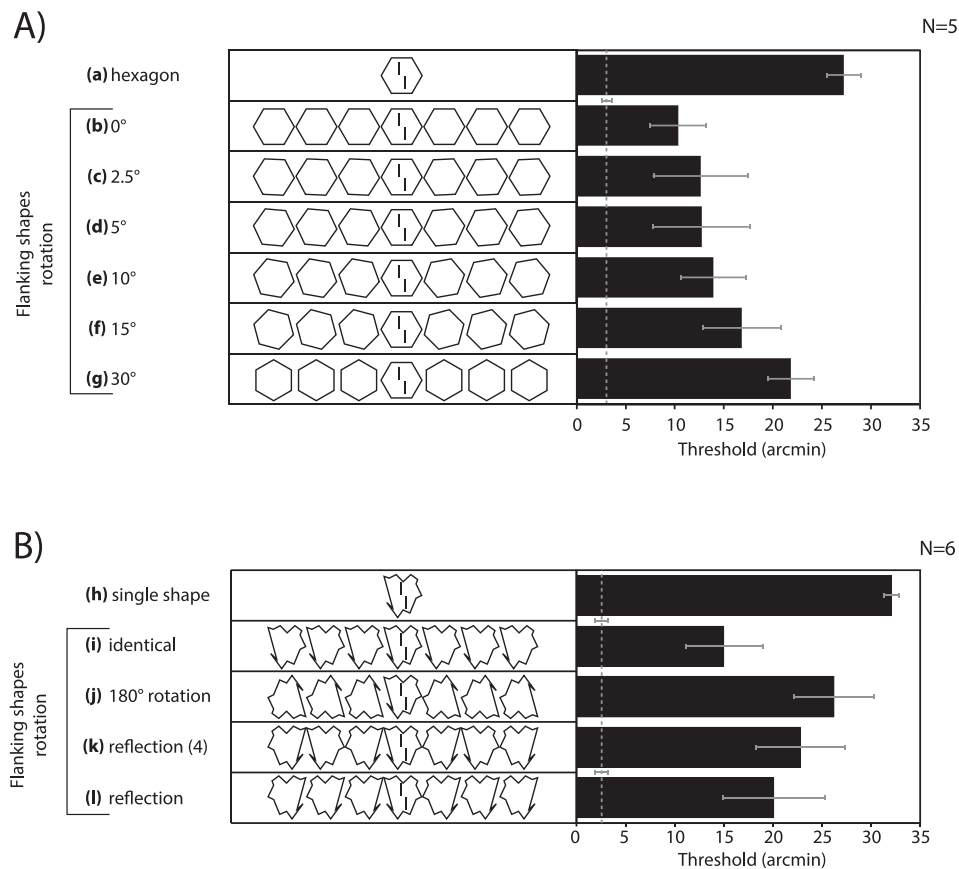 A)
N=5
(a) hexagon
(b) 0°
(c) 2.5°
(d) 5°
(e) 10°
(f) 15°
(g) 30°
Flanking shapes
rotation
0 5 10 15 20 25 30 35
Threshold (arcmin)
B)
N=6
(h) single shape
(i) identical
(j) 180° rotation
(k) reflection (4)
(l) reflection
Flanking shapes
rotation
0 5 10 15 20 25 30 35
Threshold (arcmin)